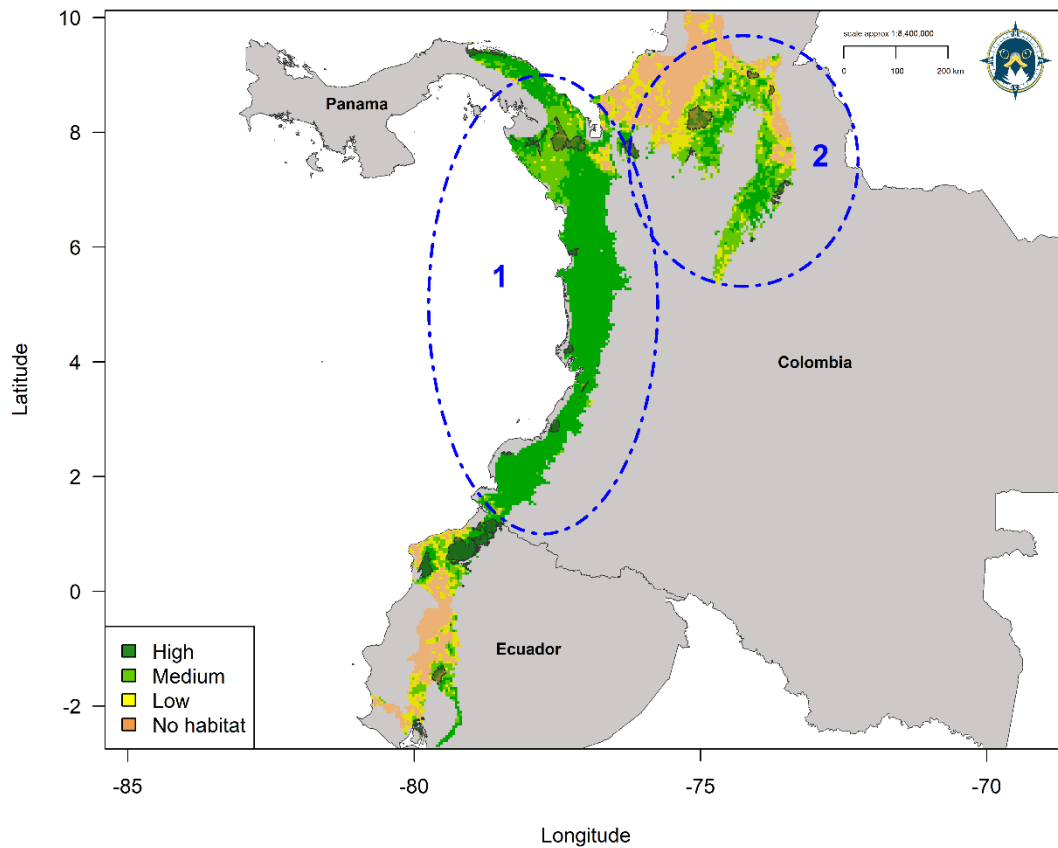 scale approx 1:8,400,000
0 100 200 km
Panama
1
2
Colombia
Ecuador
High
Medium
Low
No habitat
10
8
6
4
2
0
-2
Latitude
-85 -80 -75 -70
Longitude